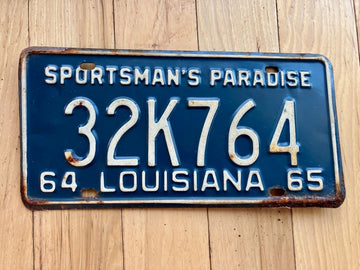 SPORTSMAN'S PARADISE
32K764
64 LOUISIANA 65